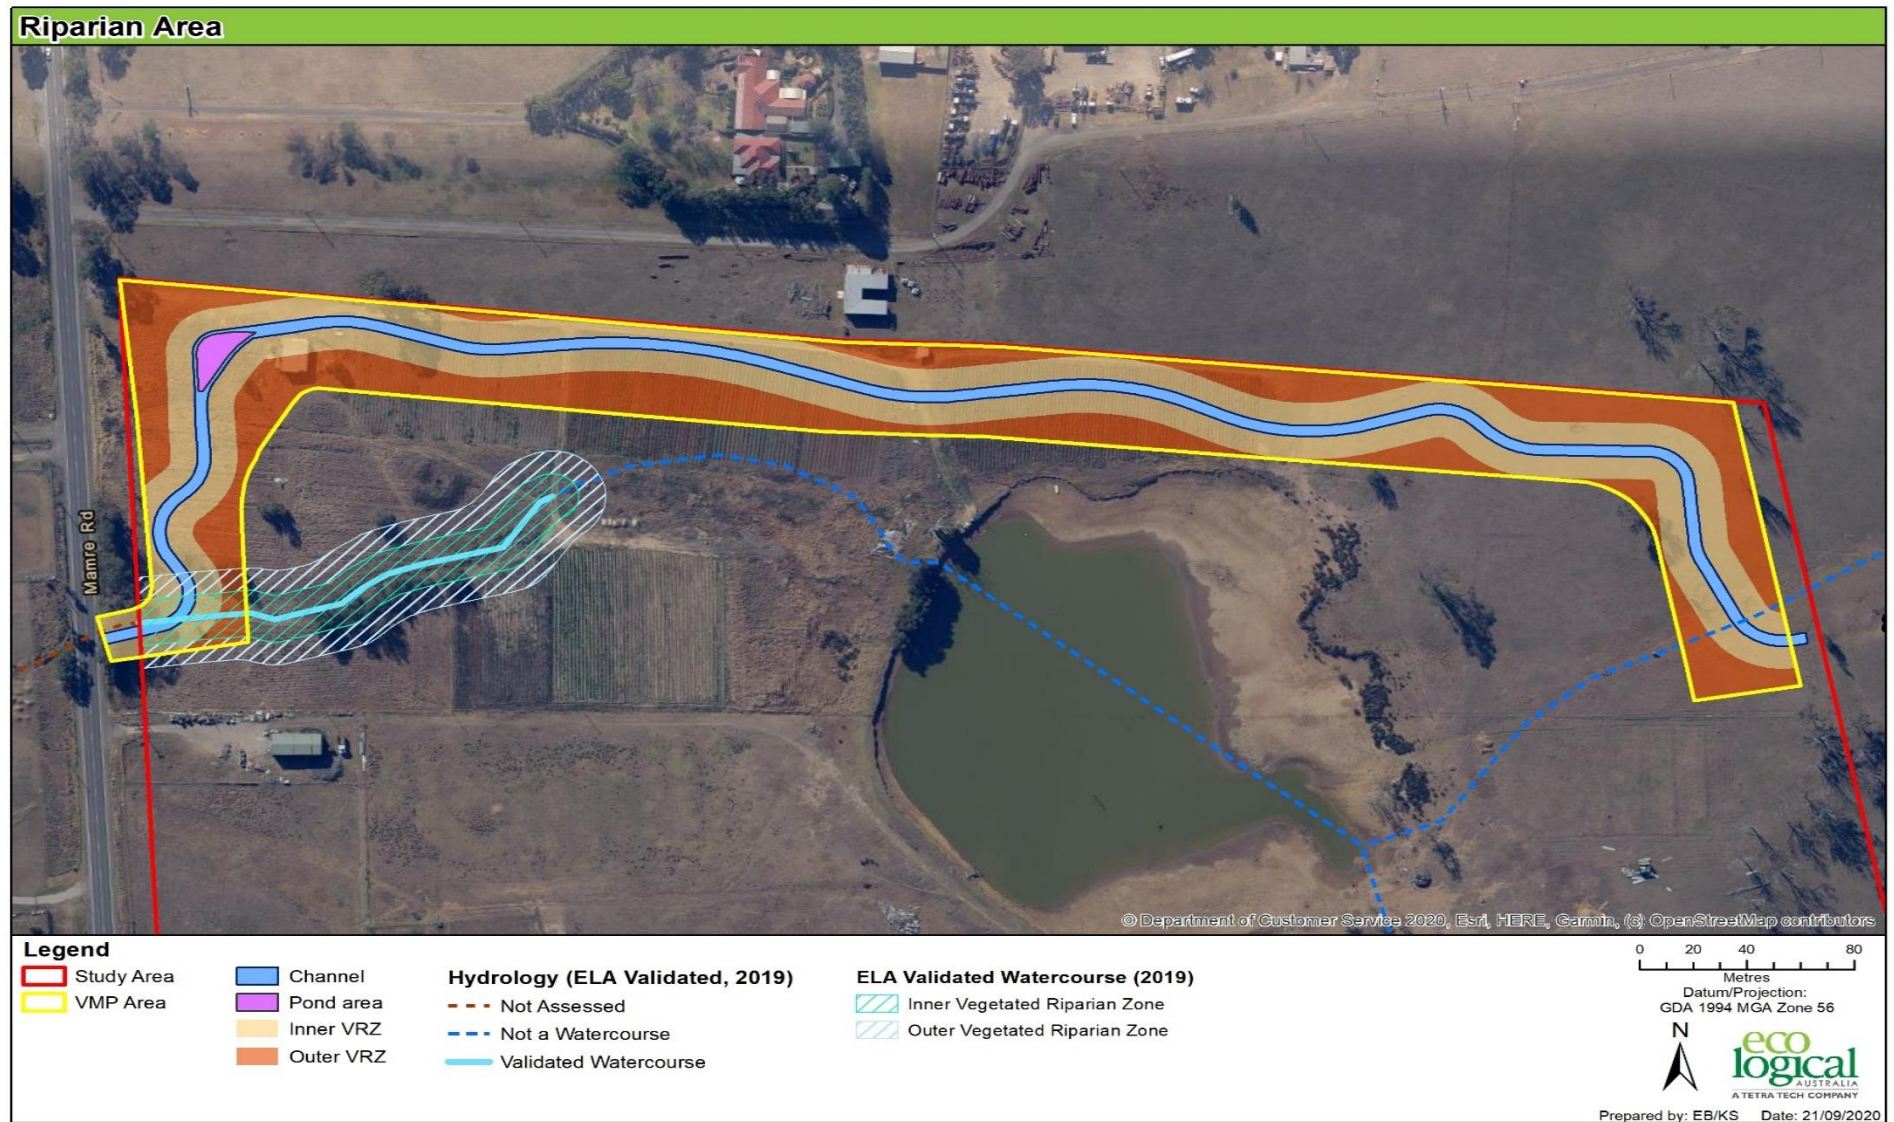 Riparian Area
Mamre Rd
© Department of Customer Service 2020, Esri, HERE, Garmin, (c) OpenStreetMap contributors
Legend
Study Area
VMP Area
Channel
Pond area
Inner VRZ
Outer VRZ
Hydrology (ELA Validated, 2019)
Not Assessed
Not a Watercourse
Validated Watercourse
ELA Validated Watercourse (2019)
Inner Vegetated Riparian Zone
Outer Vegetated Riparian Zone
0 20 40 80
Metres
Datum/Projection:
GDA 1994 MGA Zone 56
N
eco
logical
AUSTRALIA
A TETRA TECH COMPANY
Prepared by: EB/KS Date: 21/09/2020